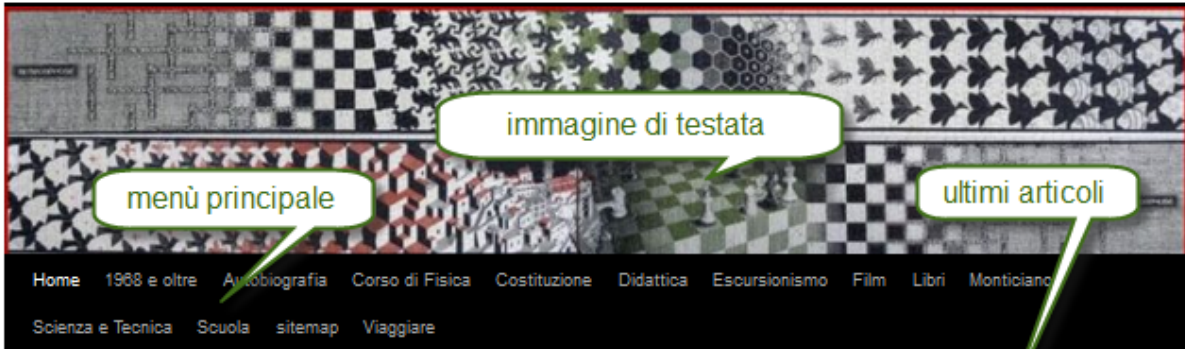 immagine di testata
menù principale
ultimi articoli
Home 1968 e oltre Autobiografia Corso di Fisica Costituzione Didattica Escursionismo Film Libri Monticiano
Scienza e Tecnica Scuola sitemap Viaggiare